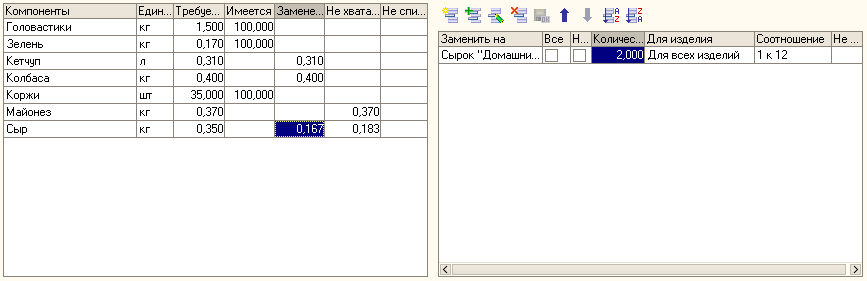 Компоненты Един... Требуе... Имеется Замене... Не хвата... Не спи...
Головастики кг 1,500 100,000
Зелень кг 0,170 100,000
Кетчуп л 0,310 0,310
Колбаса кг 0,400 0,400
Коржи шт 35,000 100,000
Майонез кг 0,370 0,370
Сыр кг 0,350 0,167 0,183
Заменить на Все Н... Количес... Для изделия Соотношение Не ...
Сырок "Домашни... 2,000 Для всех изделий 1 к 12